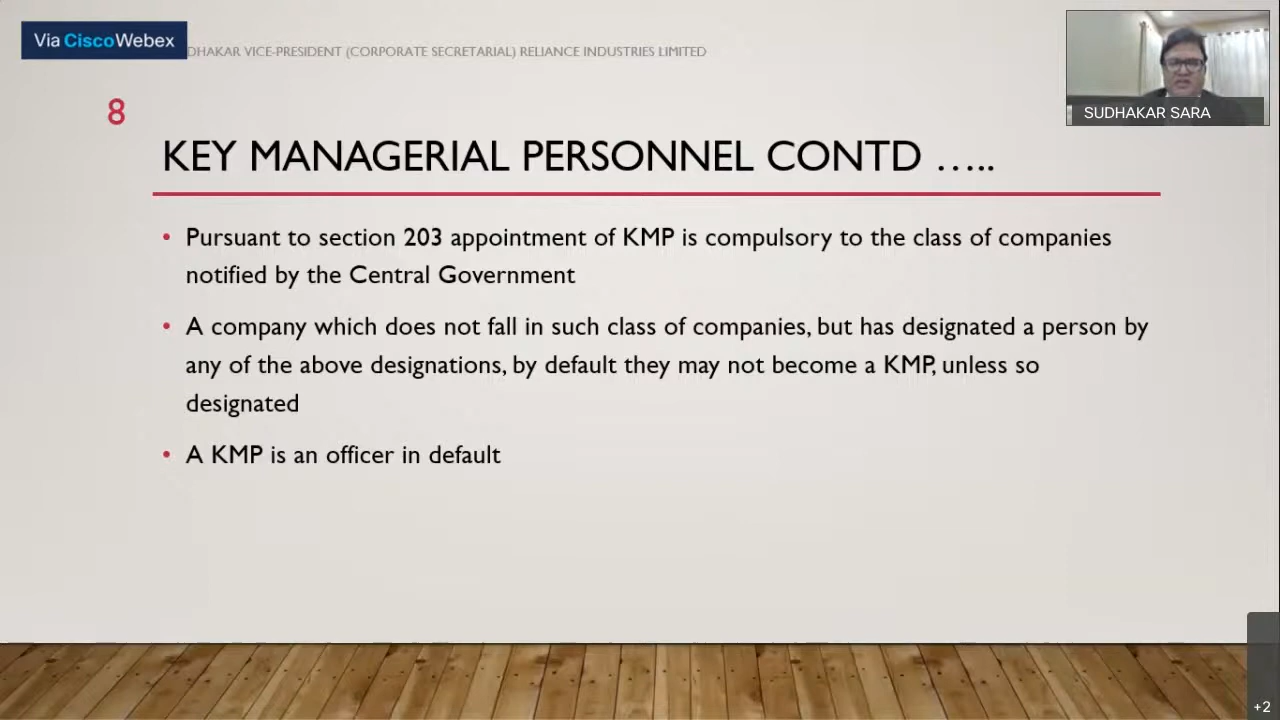 Via Cisco Webex
DHAKAR VICE-PRESIDENT (CORPORATE SECRETARIAL) RELIANCE INDUSTRIES LIMITED
SUDHAKAR SARA
8
KEY MANAGERIAL PERSONNEL CONTD …..
• Pursuant to section 203 appointment of KMP is compulsory to the class of companies
notified by the Central Government
• A company which does not fall in such class of companies, but has designated a person by
any of the above designations, by default they may not become a KMP, unless so
designated
• A KMP is an officer in default
+2